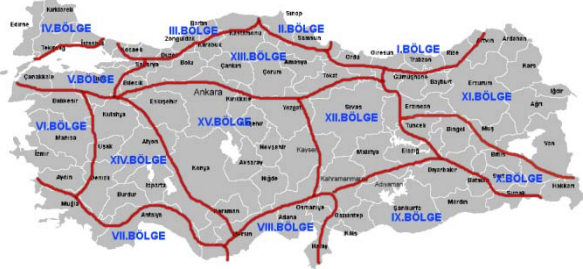 Kırklareli
Edirne
IV.BÖLGE
Tekirdağ
İstanbul
Kocaeli
Sakarya
Bartın
Zonguldak
III.BÖLGE
Kastamonu
Karabük
Sinop
II.BÖLGE
Samsun
Ordu
Giresun
I.BÖLGE
Trabzon
Rize
Artvin
Ardahan
Kars
Çanakkale
V.BÖLGE
Bilecik
Bolu
Çankırı
XIII.BÖLGE
Çorum
Amasya
Tokat
Gümüşhane
Bayburt
Erzurum
XI.BÖLGE
Iğdır
Ağrı
Balıkesir
Kütahya
Eskişehir
Ankara
Kırıkkale
Yozgat
Sivas
Erzincan
Tunceli
Bingöl
Muş
Van
VI.BÖLGE
Manisa
İzmir
Uşak
Afyon
XIV.BÖLGE
XV.BÖLGE
Kırşehir
Nevşehir
Kayseri
XII.BÖLGE
Malatya
Elazığ
Bitlis
Aydın
Denizli
Isparta
Burdur
Konya
Aksaray
Niğde
Kahramanmaraş
Adıyaman
Diyarbakır
Batman
Siirt
X.BÖLGE
Şırnak
Hakkari
Muğla
Antalya
Karaman
Mersin
Adana
Osmaniye
Gaziantep
Şanlıurfa
Mardin
VII.BÖLGE
VIII.BÖLGE
Hatay
Kilis
IX.BÖLGE